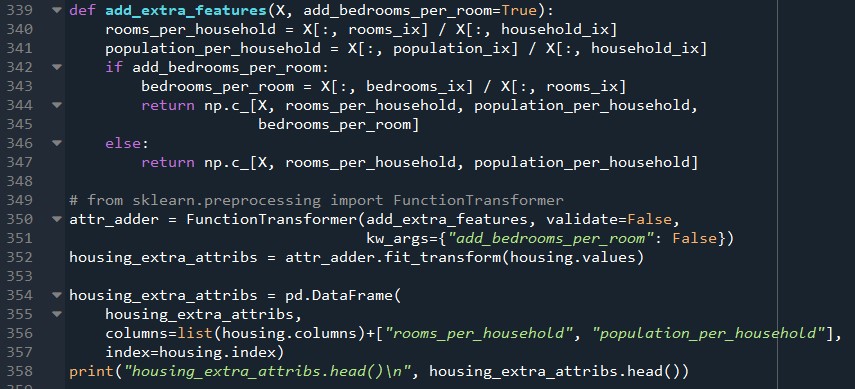 339 def add_extra_features(X, add_bedrooms_per_room=True):
340     rooms_per_household = X[:, rooms_ix] / X[:, household_ix]
341     population_per_household = X[:, population_ix] / X[:, household_ix]
342     if add_bedrooms_per_room:
343         bedrooms_per_room = X[:, bedrooms_ix] / X[:, rooms_ix]
344         return np.c_[X, rooms_per_household, population_per_household,
345                      bedrooms_per_room]
346     else:
347         return np.c_[X, rooms_per_household, population_per_household]
348
349 # from sklearn.preprocessing import FunctionTransformer
350 attr_adder = FunctionTransformer(add_extra_features, validate=False,
351                                  kw_args={"add_bedrooms_per_room": False})
352 housing_extra_attribs = attr_adder.fit_transform(housing.values)
353
354 housing_extra_attribs = pd.DataFrame(
355     housing_extra_attribs,
356     columns=list(housing.columns)+["rooms_per_household", "population_per_household"],
357     index=housing.index)
358 print("housing_extra_attribs.head()\n", housing_extra_attribs.head())